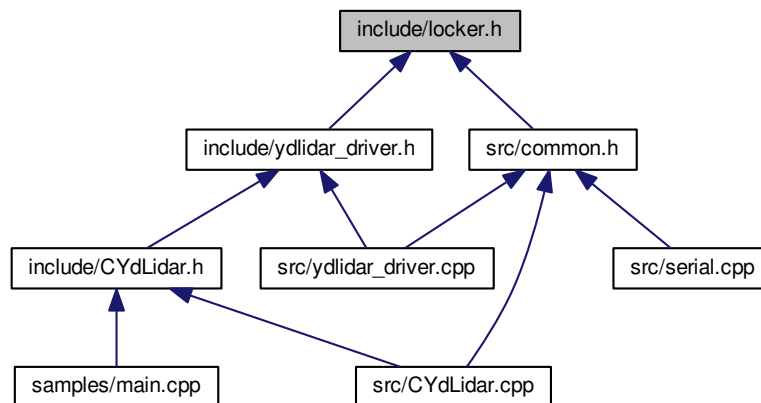 include/locker.h
include/ydlidar_driver.h
src/common.h
include/CYdLidar.h
src/ydlidar_driver.cpp
src/serial.cpp
samples/main.cpp
src/CYdLidar.cpp